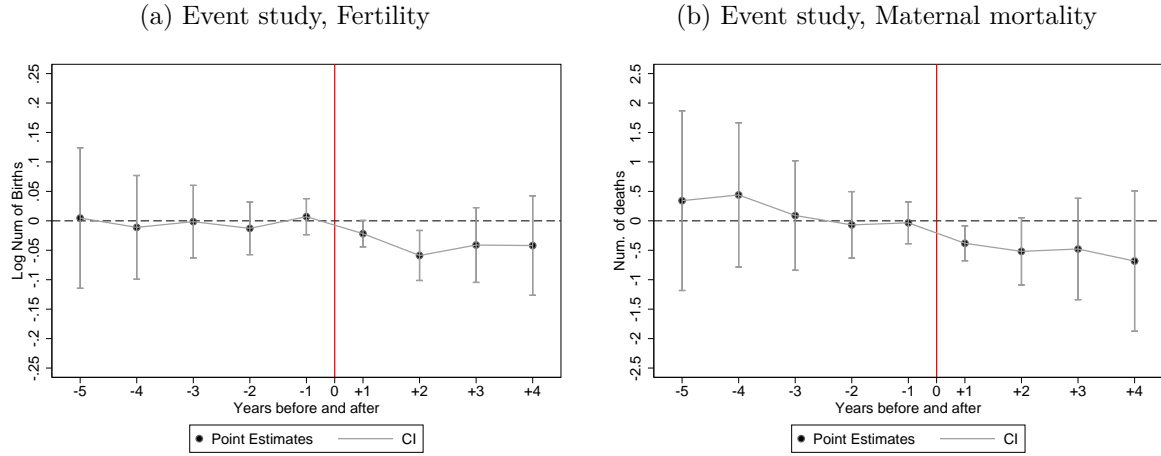 (a) Event study, Fertility
Log Num of Births
.25
.2
.15
.1
.05
0
-.05
-.1
-.15
-.2
-.25
-5 -4 -3 -2 -1 0 +1 +2 +3 +4
Years before and after
Point Estimates CI
(b) Event study, Maternal mortality
Num. of deaths
2.5
2
1.5
1
.5
0
-.5
-1
-1.5
-2
-2.5
-5 -4 -3 -2 -1 0 +1 +2 +3 +4
Years before and after
Point Estimates CI